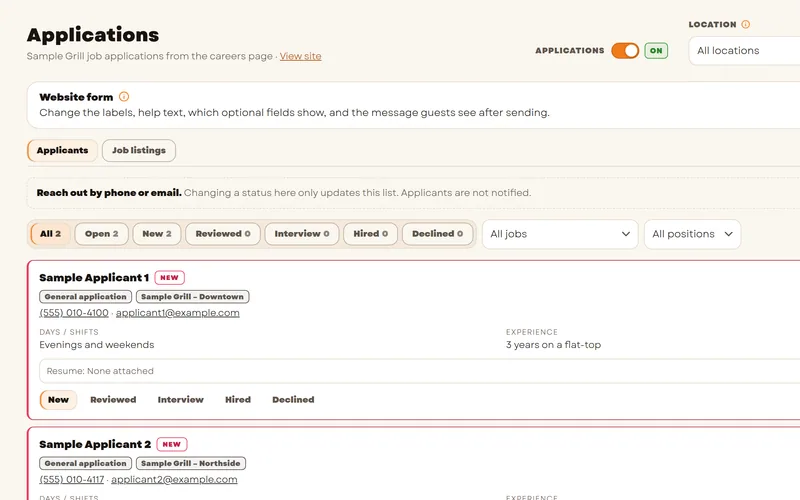 Applications
Sample Grill job applications from the careers page · View site
APPLICATIONS ON
LOCATION
All locations
Website form
Change the labels, help text, which optional fields show, and the message guests see after sending.
Applicants Job listings
Reach out by phone or email. Changing a status here only updates this list. Applicants are not notified.
All 2 Open 2 New 2 Reviewed 0 Interview 0 Hired 0 Declined 0 All jobs All positions
Sample Applicant 1 NEW
General application Sample Grill – Downtown
(555) 010-4100 · applicant1@example.com
DAYS / SHIFTS EXPERIENCE
Evenings and weekends 3 years on a flat-top
Resume: None attached
New Reviewed Interview Hired Declined
Sample Applicant 2 NEW
General application Sample Grill – Northside
(555) 010-4117 · applicant2@example.com
DAYS / SHIFTS EXPERIENCE